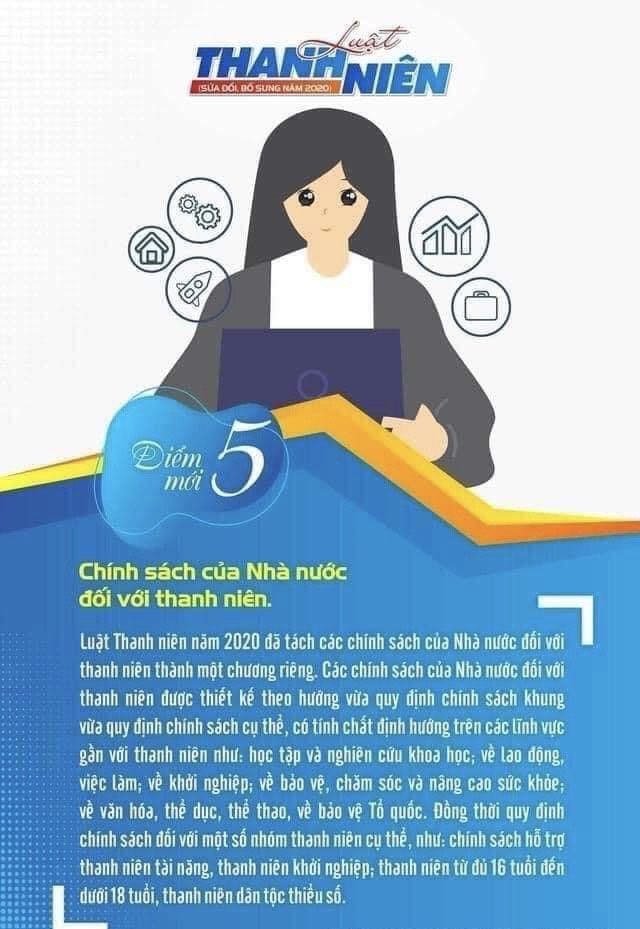 Luật
THANH NIÊN
(SỬA ĐỔI, BỔ SUNG NĂM 2020)
Điểm mới 5
Chính sách của Nhà nước
đối với thanh niên.
Luật Thanh niên năm 2020 đã tách các chính sách của Nhà nước đối với
thanh niên thành một chương riêng. Các chính sách của Nhà nước đối với
thanh niên được thiết kế theo hướng vừa quy định chính sách khung
vừa quy định chính sách cụ thể, có tính chất định hướng trên các lĩnh vực
gần với thanh niên như: học tập và nghiên cứu khoa học; về lao động,
việc làm; về khởi nghiệp; về bảo vệ, chăm sóc và nâng cao sức khỏe;
về văn hóa, thể dục, thể thao, về bảo vệ Tổ quốc. Đồng thời quy định
chính sách đối với một số nhóm thanh niên cụ thể, như: chính sách hỗ trợ
thanh niên tài năng, thanh niên khởi nghiệp; thanh niên từ đủ 16 tuổi đến
dưới 18 tuổi, thanh niên dân tộc thiểu số.